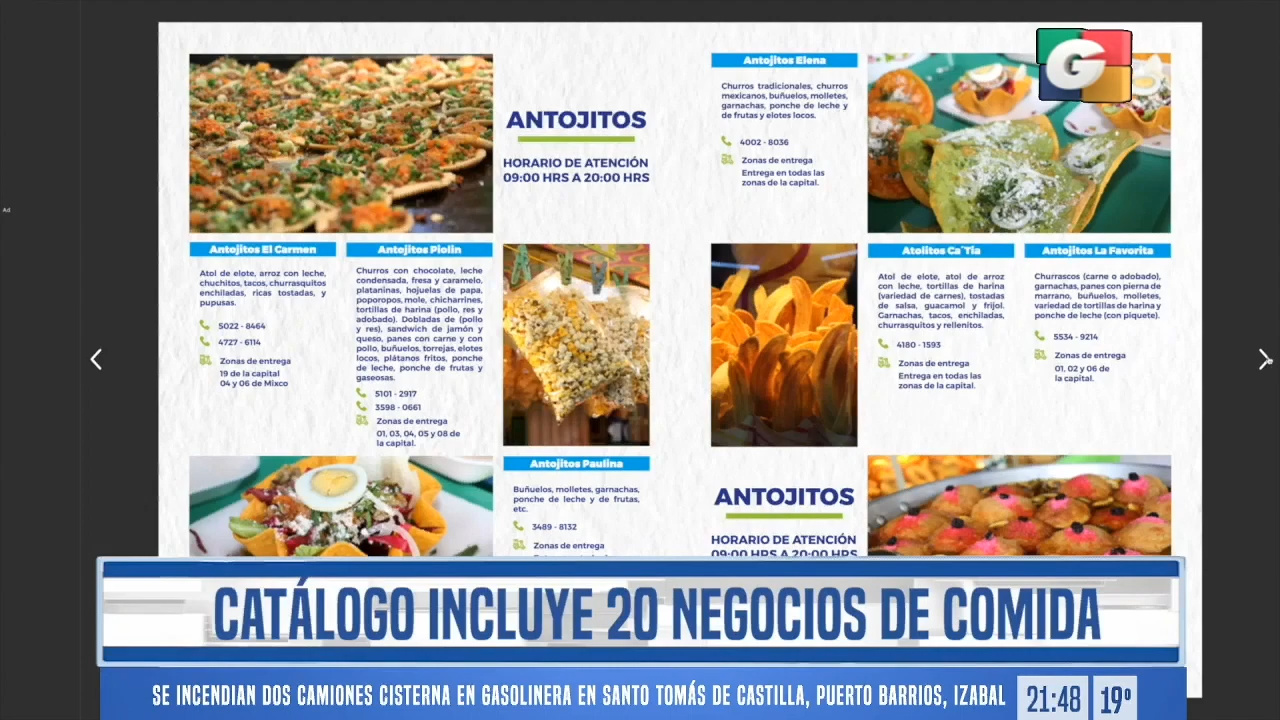 Ad
G
ANTOJITOS
HORARIO DE ATENCIÓN
09:00 HRS A 20:00 HRS
Antojitos El Carmen
Atol de elote, arroz con leche,
chuchitos, tacos, churrasquitos
enchiladas, ricas tostadas, y
pupusas.
5022 - 8464
4727 - 6114
Zonas de entrega
19 de la capital
04 y 06 de Mixco
Antojitos Piolin
Churros con chocolate, leche
condensada, fresa y caramelo,
plataninas, hojuelas de papa,
poporopos, mole, chicharrines,
tortillas de harina (pollo, res y
adobado). Dobladas de (pollo
y res), sandwich de jamón y
queso, panes con carne y con
pollo, buñuelos, torrejas, elotes
locos, plátanos fritos, ponche
de leche, ponche de frutas y
gaseosas.
5101 - 2917
3598 - 0661
Zonas de entrega
01, 03, 04, 05 y 08 de
la capital.
Antojitos Paulina
Buñuelos, molletes, garnachas,
ponche de leche y de frutas,
etc.
3489 - 8132
Zonas de entrega
Antojitos Elena
Churros tradicionales, churros
mexicanos, buñuelos, molletes,
garnachas, ponche de leche y
de frutas y elotes locos.
4002 - 8036
Zonas de entrega
Entrega en todas las
zonas de la capital.
Atolitos Ca´Tía
Atol de elote, atol de arroz
con leche, tortillas de harina
(variedad de carnes), tostadas
de salsa, guacamol y frijol.
Garnachas, tacos, enchiladas,
churrasquitos y rellenitos.
4180 - 1593
Zonas de entrega
Entrega en todas las
zonas de la capital.
Antojitos La Favorita
Churrascos (carne o adobado),
garnachas, panes con pierna de
marrano, buñuelos, molletes,
variedad de tortillas de harina y
ponche de leche (con piquete).
5534 - 9214
Zonas de entrega
01, 02 y 06 de
la capital.
ANTOJITOS
HORARIO DE ATENCIÓN
09:00 HRS A 20:00 HRS
CATÁLOGO INCLUYE 20 NEGOCIOS DE COMIDA
SE INCENDIAN DOS CAMIONES CISTERNA EN GASOLINERA EN SANTO TOMÁS DE CASTILLA, PUERTO BARRIOS, IZABAL
21:48
19º